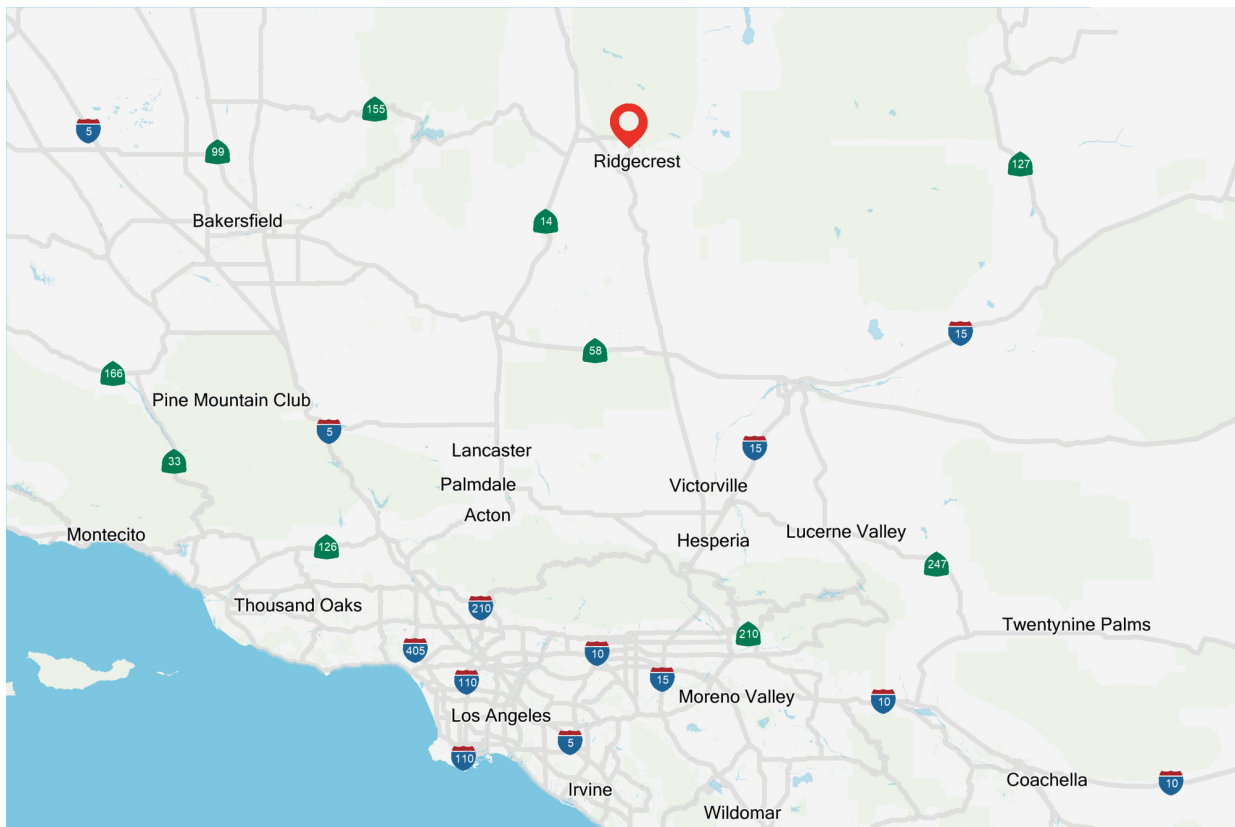 155
5
99
Ridgecrest
127
Bakersfield
14
15
58
166
Pine Mountain Club
5
15
Lancaster
33
Palmdale
Victorville
Acton
Montecito
Lucerne Valley
Hesperia
126
247
Thousand Oaks
210
Twentynine Palms
210
405
10
110
15
Moreno Valley
10
Los Angeles
5
110
Coachella
10
Irvine
Wildomar